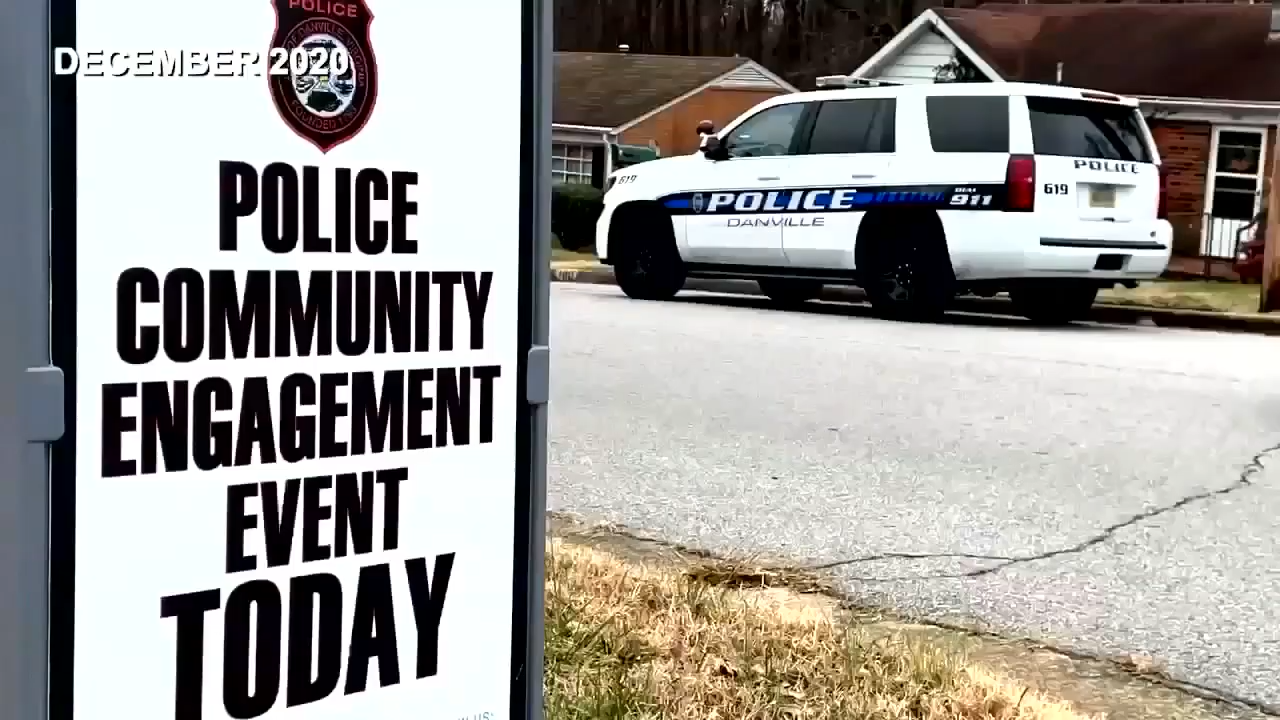 DECEMBER 2020
POLICE
POLICE
COMMUNITY
ENGAGEMENT
EVENT
TODAY
619
POLICE
DANVILLE
911
POLICE
619